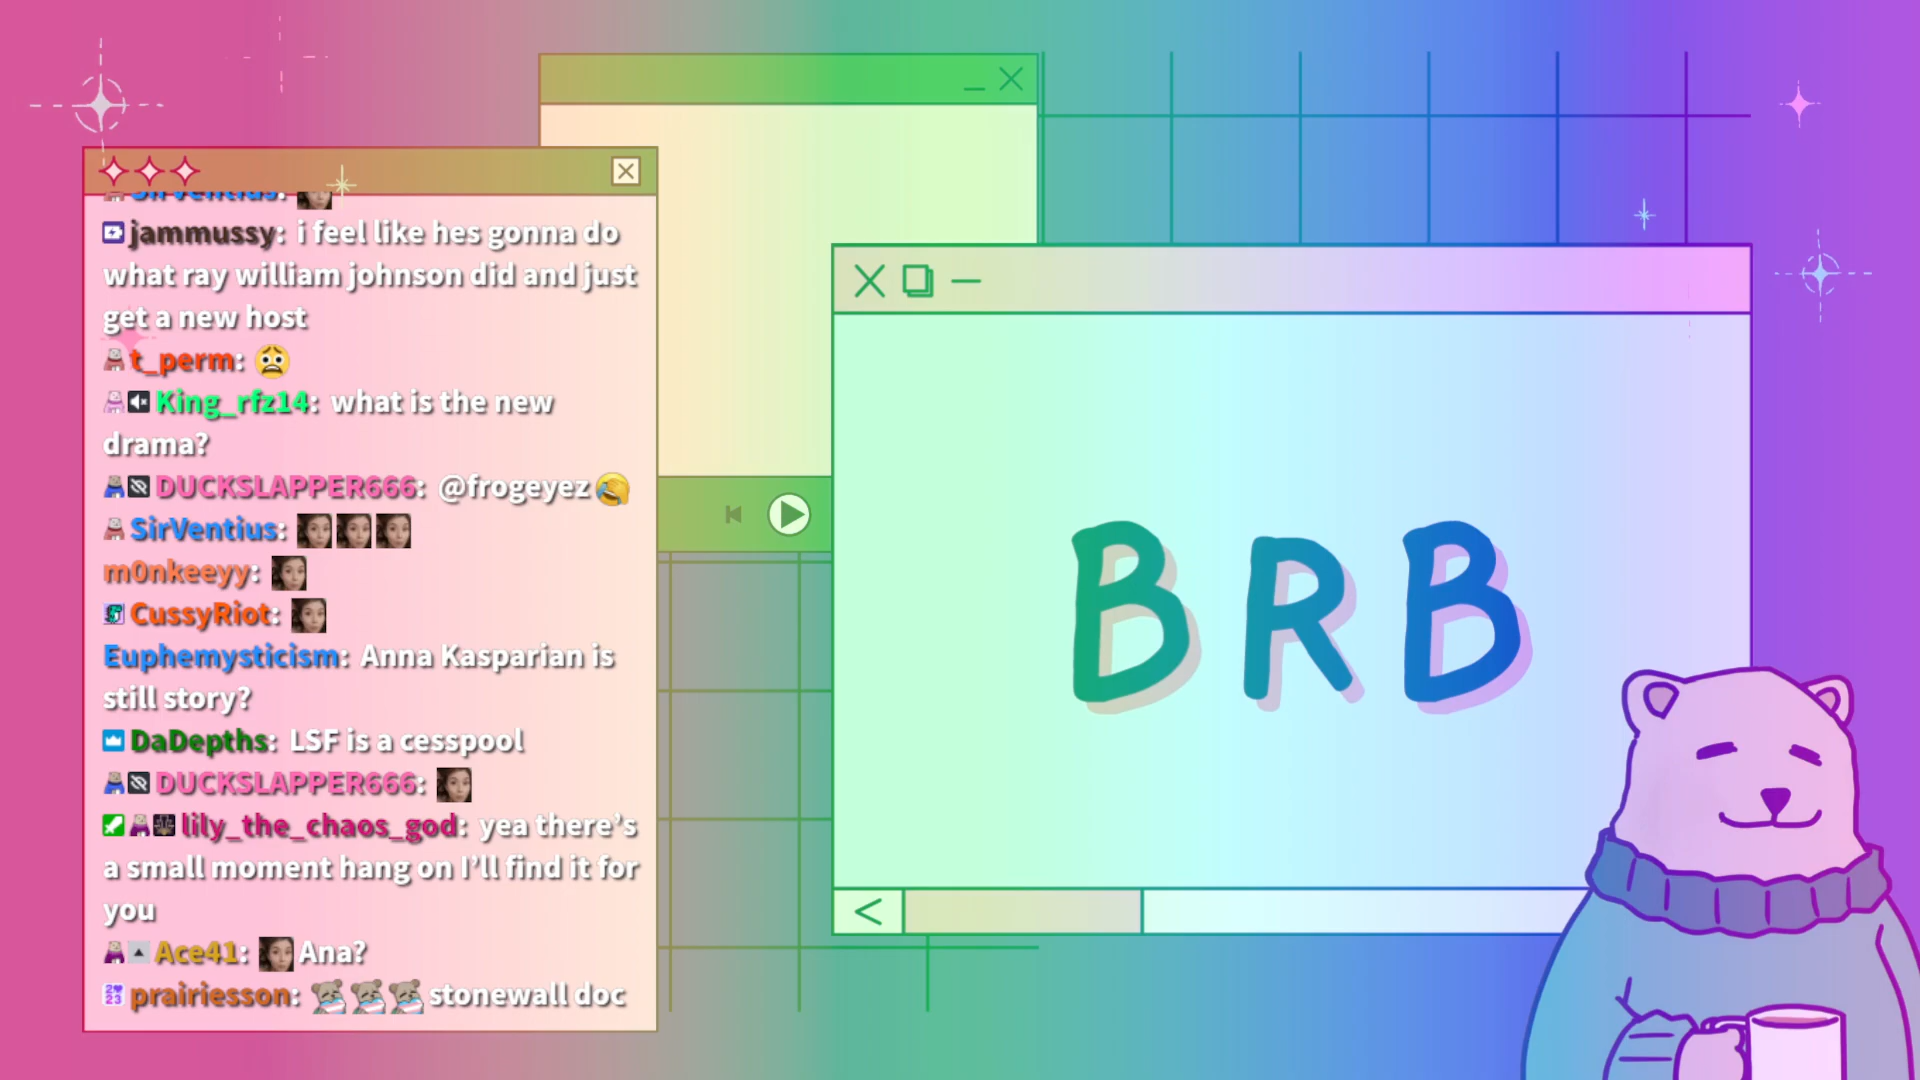 SirVentius:
jammussy: i feel like hes gonna do
what ray william johnson did and just
get a new host
t_perm:
King_rfz14: what is the new
drama?
DUCKSLAPPER666: @frogeyez
SirVentius:
m0nkeeyy:
CussyRiot:
Euphemysticism: Anna Kasparian is
still story?
DaDepths: LSF is a cesspool
DUCKSLAPPER666:
lily_the_chaos_god: yea there's
a small moment hang on I'll find it for
you
Ace41: Ana?
prairiesson: stonewall doc
BRB